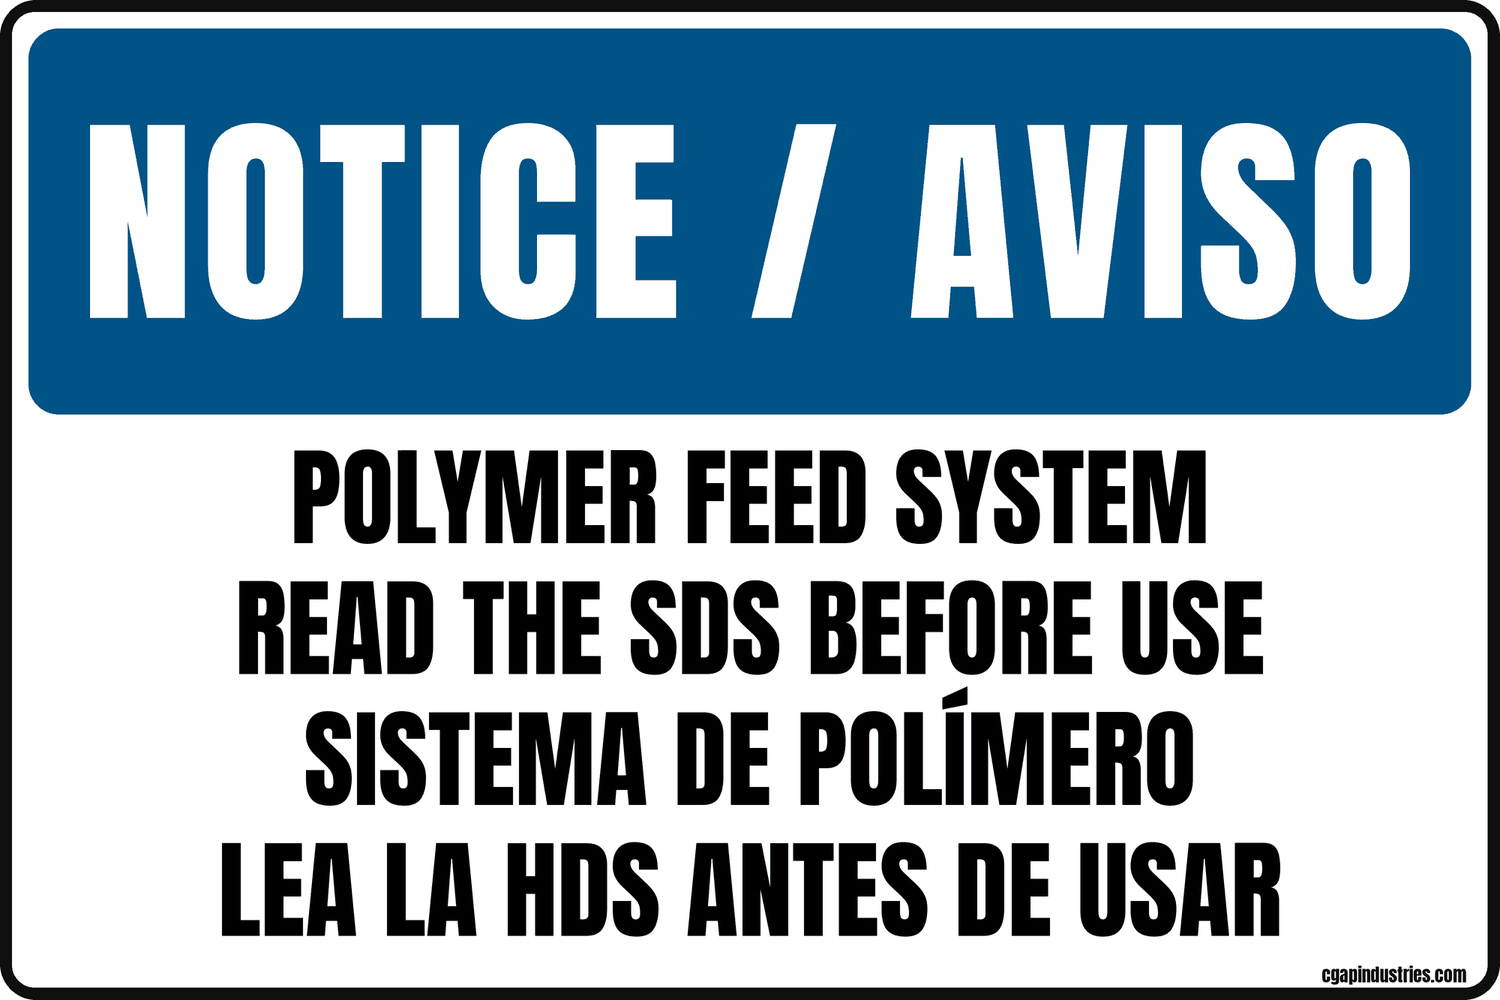 NOTICE / AVISO
POLYMER FEED SYSTEM
READ THE SDS BEFORE USE
SISTEMA DE POLÍMERO
LEA LA HDS ANTES DE USAR
cgapindustries.com